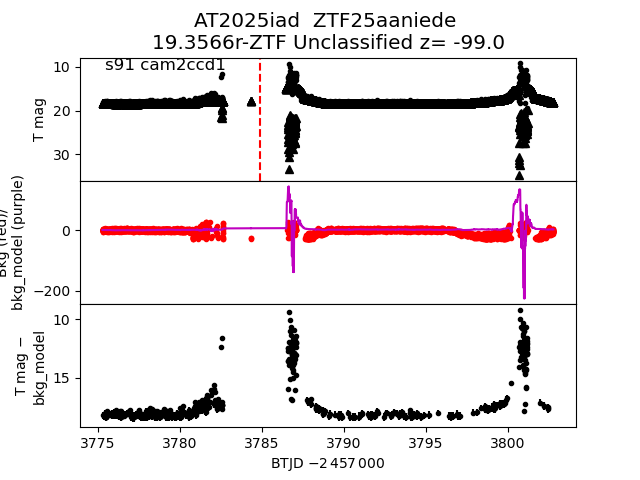 AT2025iad  ZTF25aaniede
19.3566r-ZTF Unclassified z= -99.0
s91 cam2ccd1
T mag
10
20
30
Bkg (red)/
bkg_model (purple)
0
−200
T mag −
bkg_model
10
15
3775
3780
3785
3790
3795
3800
BTJD −2 457 000